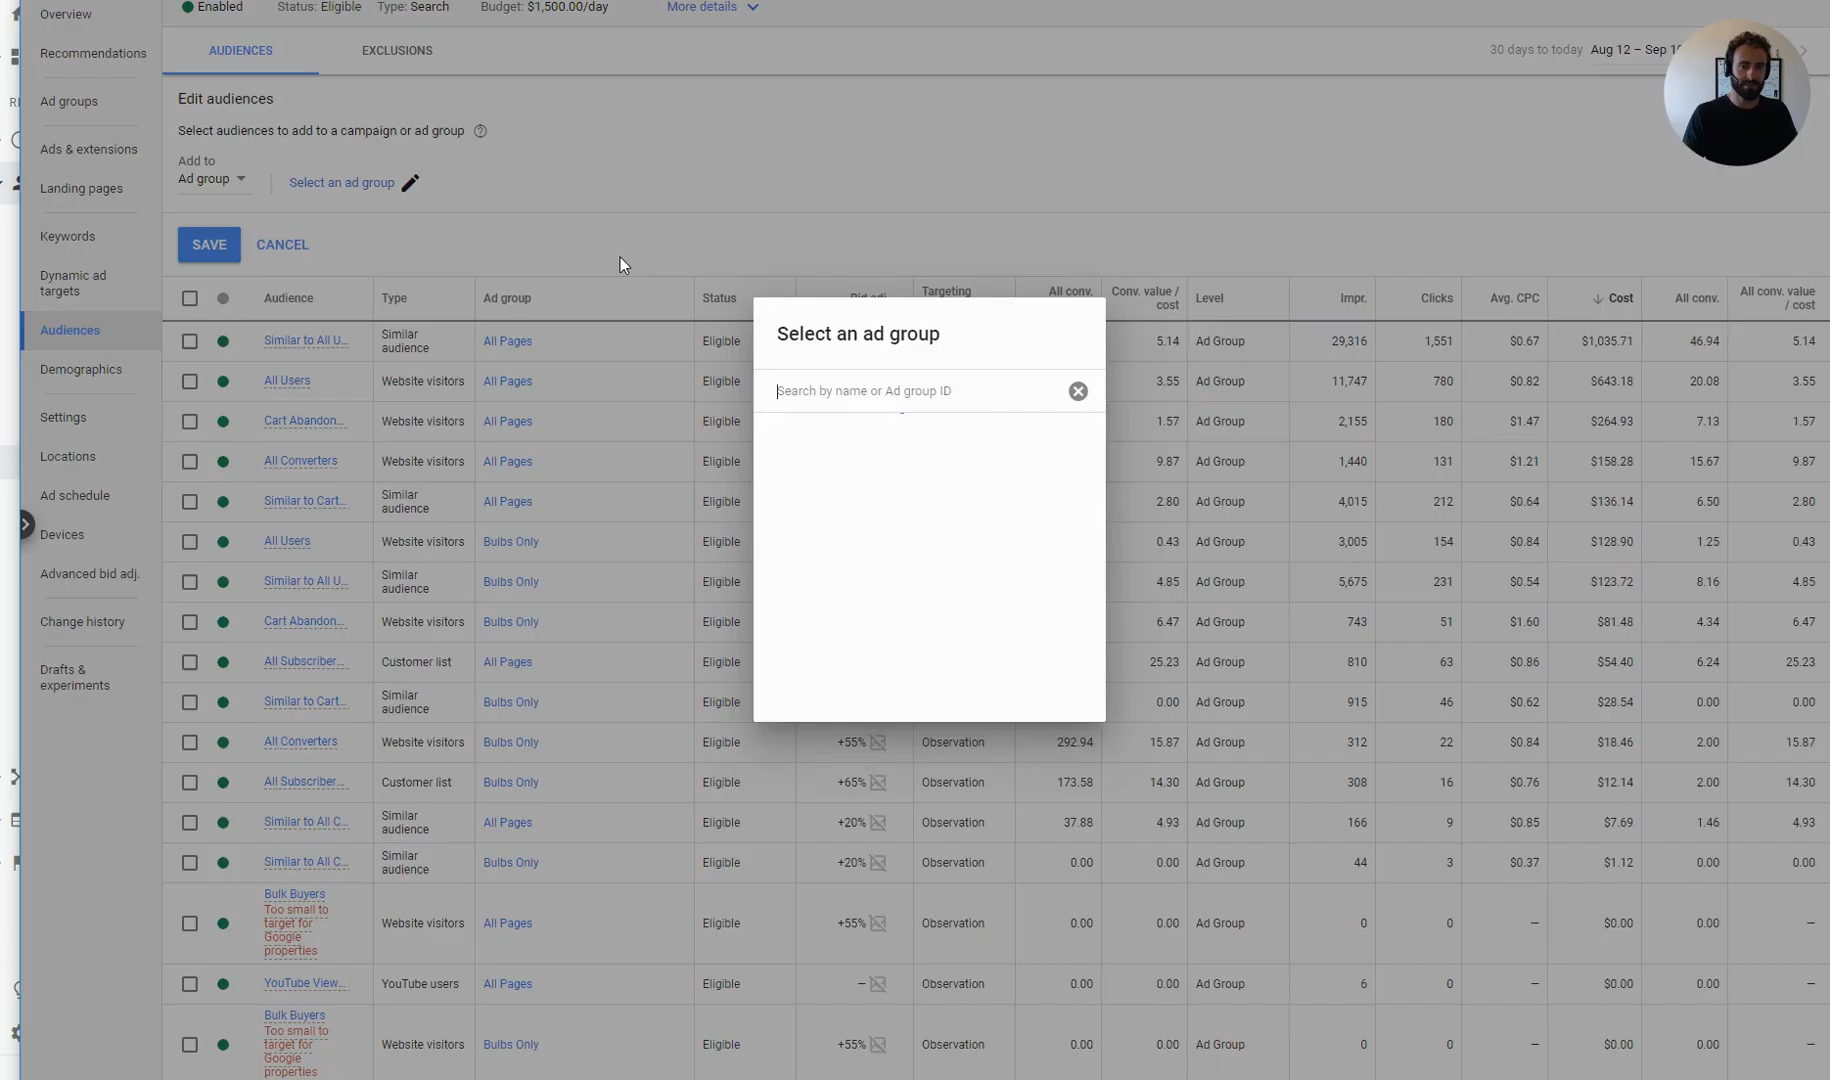 Overview
Enabled Status: Eligible Type: Search Budget: $1,500.00/day More details
Recommendations
AUDIENCES EXCLUSIONS
30 days to today Aug 12 – Sep
Ad groups
Ads & extensions
Landing pages
Keywords
Dynamic ad
targets
Audiences
Demographics
Settings
Locations
Ad schedule
Devices
Advanced bid adj.
Change history
Drafts &
experiments
Edit audiences
Select audiences to add to a campaign or ad group
Add to
Ad group Select an ad group
SAVE CANCEL
Audience Type Ad group Status Bid adj. Targeting All conv. Conv. value / cost Level Impr. Clicks Avg. CPC Cost All conv. All conv. value / cost
Similar to All U... Similar audience All Pages Eligible 5.14 Ad Group 29,316 1,551 $0.67 $1,035.71 46.94 5.14
All Users Website visitors All Pages Eligible 3.55 Ad Group 11,747 780 $0.82 $643.18 20.08 3.55
Cart Abandon... Website visitors All Pages Eligible 1.57 Ad Group 2,155 180 $1.47 $264.93 7.13 1.57
All Converters Website visitors All Pages Eligible 9.87 Ad Group 1,440 131 $1.21 $158.28 15.67 9.87
Similar to Cart... Similar audience All Pages Eligible 2.80 Ad Group 4,015 212 $0.64 $136.14 6.50 2.80
All Users Website visitors Bulbs Only Eligible 0.43 Ad Group 3,005 154 $0.84 $128.90 1.25 0.43
Similar to All U... Similar audience Bulbs Only Eligible 4.85 Ad Group 5,675 231 $0.54 $123.72 8.16 4.85
Cart Abandon... Website visitors Bulbs Only Eligible 6.47 Ad Group 743 51 $1.60 $81.48 4.34 6.47
All Subscriber... Customer list All Pages Eligible 25.23 Ad Group 810 63 $0.86 $54.40 6.24 25.23
Similar to Cart... Similar audience Bulbs Only Eligible 0.00 Ad Group 915 46 $0.62 $28.54 0.00 0.00
All Converters Website visitors Bulbs Only Eligible +55% Observation 292.94 15.87 Ad Group 312 22 $0.84 $18.46 2.00 15.87
All Subscriber... Customer list Bulbs Only Eligible +65% Observation 173.58 14.30 Ad Group 308 16 $0.76 $12.14 2.00 14.30
Similar to All C... Similar audience All Pages Eligible +20% Observation 37.88 4.93 Ad Group 166 9 $0.85 $7.69 1.46 4.93
Similar to All C... Similar audience Bulbs Only Eligible +20% Observation 0.00 0.00 Ad Group 44 3 $0.37 $1.12 0.00 0.00
Bulk Buyers
Too small to
target for
Google
properties
Website visitors All Pages Eligible +55% Observation 0.00 0.00 Ad Group 0 0 — $0.00 0.00 —
YouTube View... YouTube users All Pages Eligible — Observation 0.00 0.00 Ad Group 6 0 — $0.00 0.00 —
Bulk Buyers
Too small to
target for
Google
properties
Website visitors Bulbs Only Eligible +55% Observation 0.00 0.00 Ad Group 0 0 — $0.00 0.00 —
Select an ad group
Search by name or Ad group ID